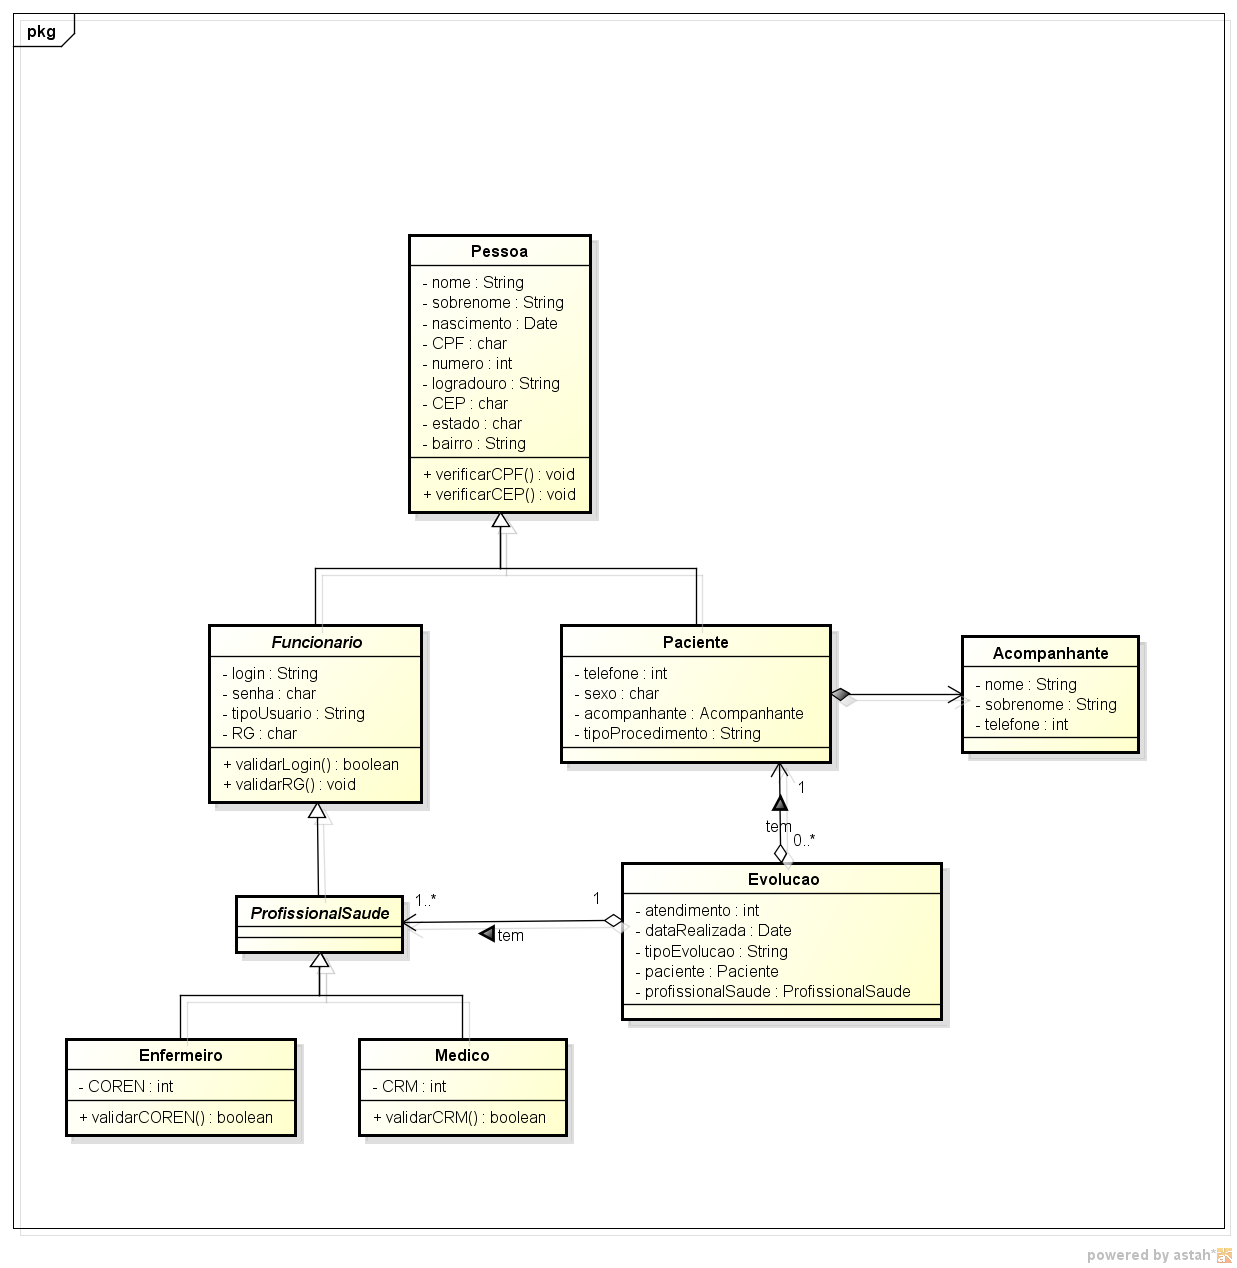 pkg
Pessoa
- nome : String
- sobrenome : String
- nascimento : Date
- CPF : char
- numero : int
- logradouro : String
- CEP : char
- estado : char
- bairro : String
+ verificarCPF() : void
+ verificarCEP() : void
Funcionario
- login : String
- senha : char
- tipoUsuario : String
- RG : char
+ validarLogin() : boolean
+ validarRG() : void
Paciente
- telefone : int
- sexo : char
- acompanhante : Acompanhante
- tipoProcedimento : String
Acompanhante
- nome : String
- sobrenome : String
- telefone : int
1
tem
0..*
ProfissionalSaude
1..*
1
tem
Evolucao
- atendimento : int
- dataRealizada : Date
- tipoEvolucao : String
- paciente : Paciente
- profissionalSaude : ProfissionalSaude
Enfermeiro
- COREN : int
+ validarCOREN() : boolean
Medico
- CRM : int
+ validarCRM() : boolean
powered by astah*